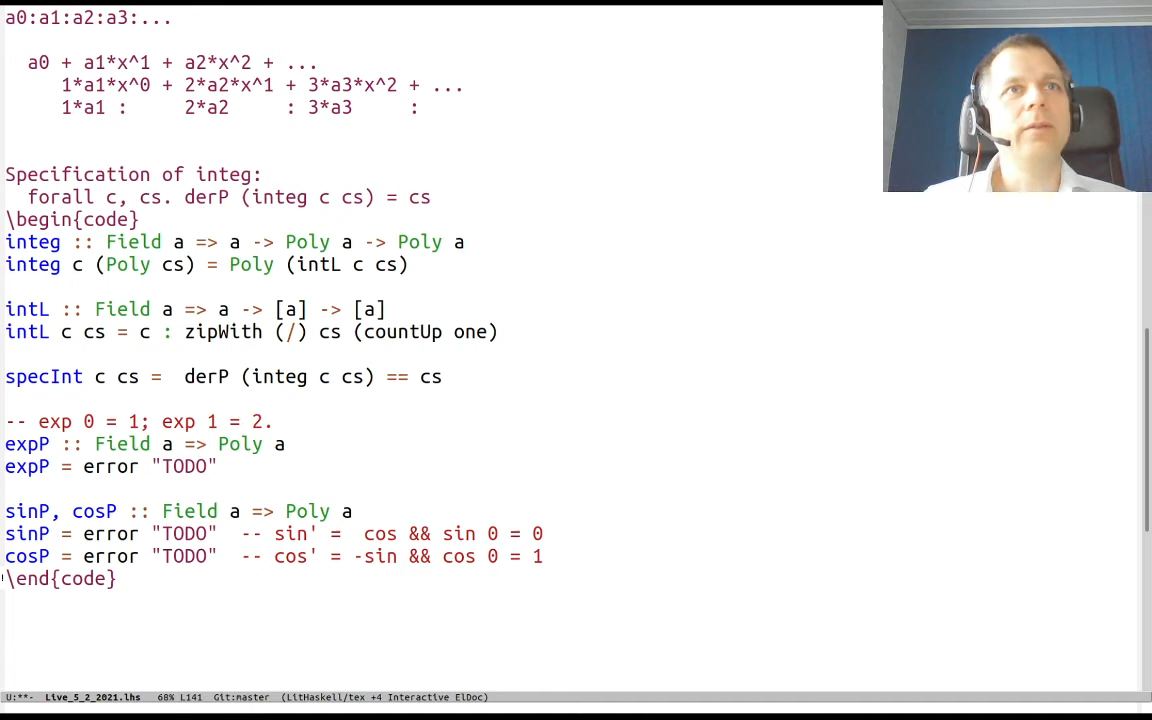 a0:a1:a2:a3:...
a0 + a1*x^1 + a2*x^2 + ...
1*a1*x^0 + 2*a2*x^1 + 3*a3*x^2 + ...
1*a1 : 2*a2 : 3*a3 :
Specification of integ:
forall c, cs. derP (integ c cs) = cs
\begin{code}
integ :: Field a => a -> Poly a -> Poly a
integ c (Poly cs) = Poly (intL c cs)
intL :: Field a => a -> [a] -> [a]
intL c cs = c : zipWith (/) cs (countUp one)
specInt c cs = derP (integ c cs) == cs
-- exp 0 = 1; exp 1 = 2.
expP :: Field a => Poly a
expP = error "TODO"
sinP, cosP :: Field a => Poly a
sinP = error "TODO" -- sin' = cos && sin 0 = 0
cosP = error "TODO" -- cos' = -sin && cos 0 = 1
\end{code}
U:**- Live_5_2_2021.lhs 68% L141 Git:master (LitHaskell/tex +4 Interactive ElDoc)